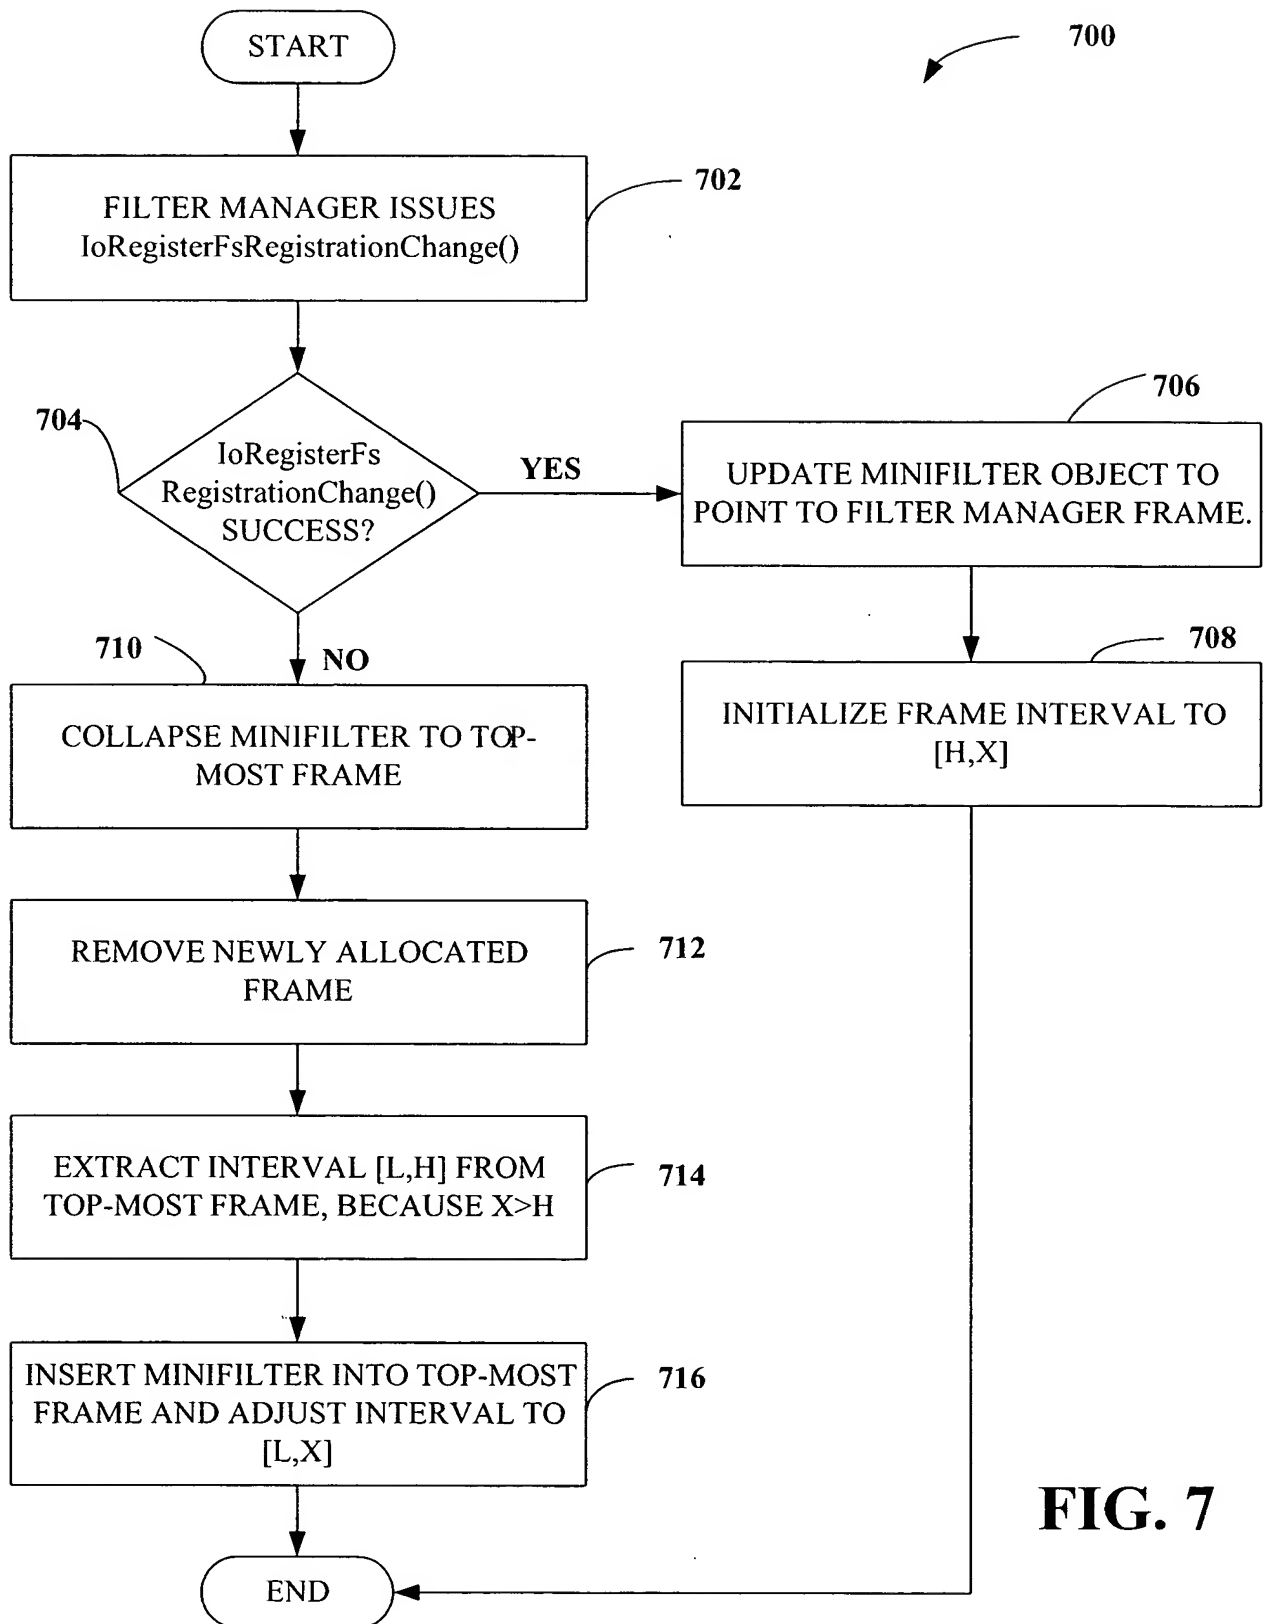 START
700
702
FILTER MANAGER ISSUES
IoRegisterFsRegistrationChange()
704
IoRegisterFs
RegistrationChange()
SUCCESS?
YES
706
UPDATE MINIFILTER OBJECT TO
POINT TO FILTER MANAGER FRAME.
708
INITIALIZE FRAME INTERVAL TO
[H,X]
710
NO
COLLAPSE MINIFILTER TO TOP-
MOST FRAME
712
REMOVE NEWLY ALLOCATED
FRAME
714
EXTRACT INTERVAL [L,H] FROM
TOP-MOST FRAME, BECAUSE X>H
716
INSERT MINIFILTER INTO TOP-MOST
FRAME AND ADJUST INTERVAL TO
[L,X]
END
FIG. 7